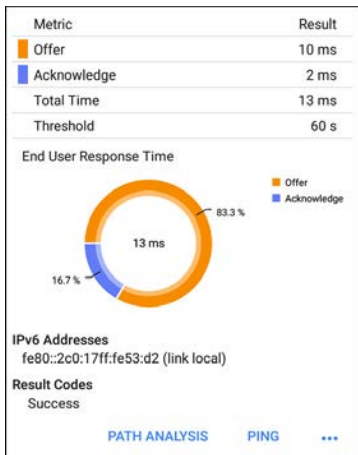 Metric Result
Offer 10 ms
Acknowledge 2 ms
Total Time 13 ms
Threshold 60 s
End User Response Time
Offer
Acknowledge
83.3 %
13 ms
16.7 %
IPv6 Addresses
fe80::2c0:17ff:fe53:d2 (link local)
Result Codes
Success
PATH ANALYSIS PING •••